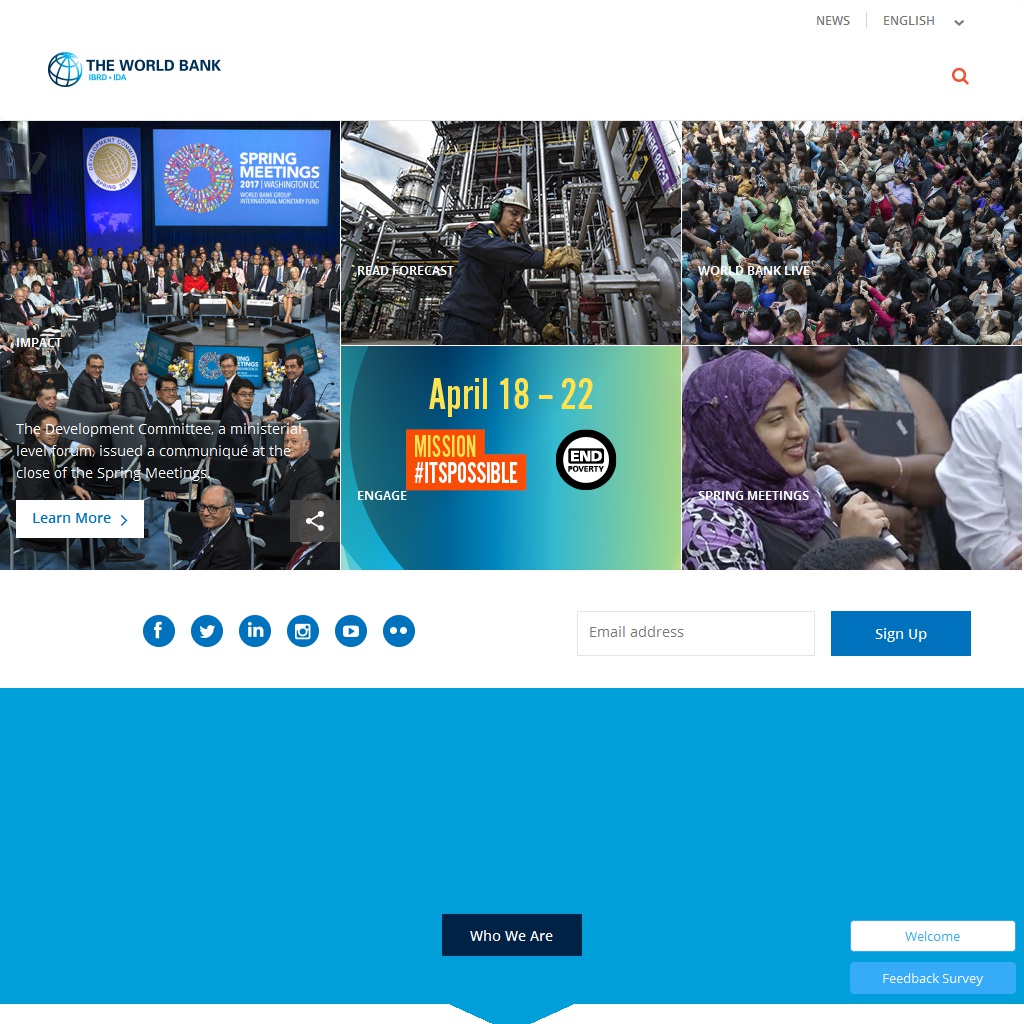 NEWS
ENGLISH
THE WORLD BANK
IBRD • IDA
DEVELOPMENT COMMITTEE
SPRING 2017
SPRING
MEETINGS
2017 | WASHINGTON DC
WORLD BANK GROUP
INTERNATIONAL MONETARY FUND
IMPACT
The Development Committee, a ministerial-
level forum, issued a communiqué at the
close of the Spring Meetings.
Learn More
READ FORECAST
WORLD BANK LIVE
April 18 – 22
MISSION
#ITSPOSSIBLE
END
POVERTY
ENGAGE
SPRING MEETINGS
Email address
Sign Up
Who We Are
Welcome
Feedback Survey